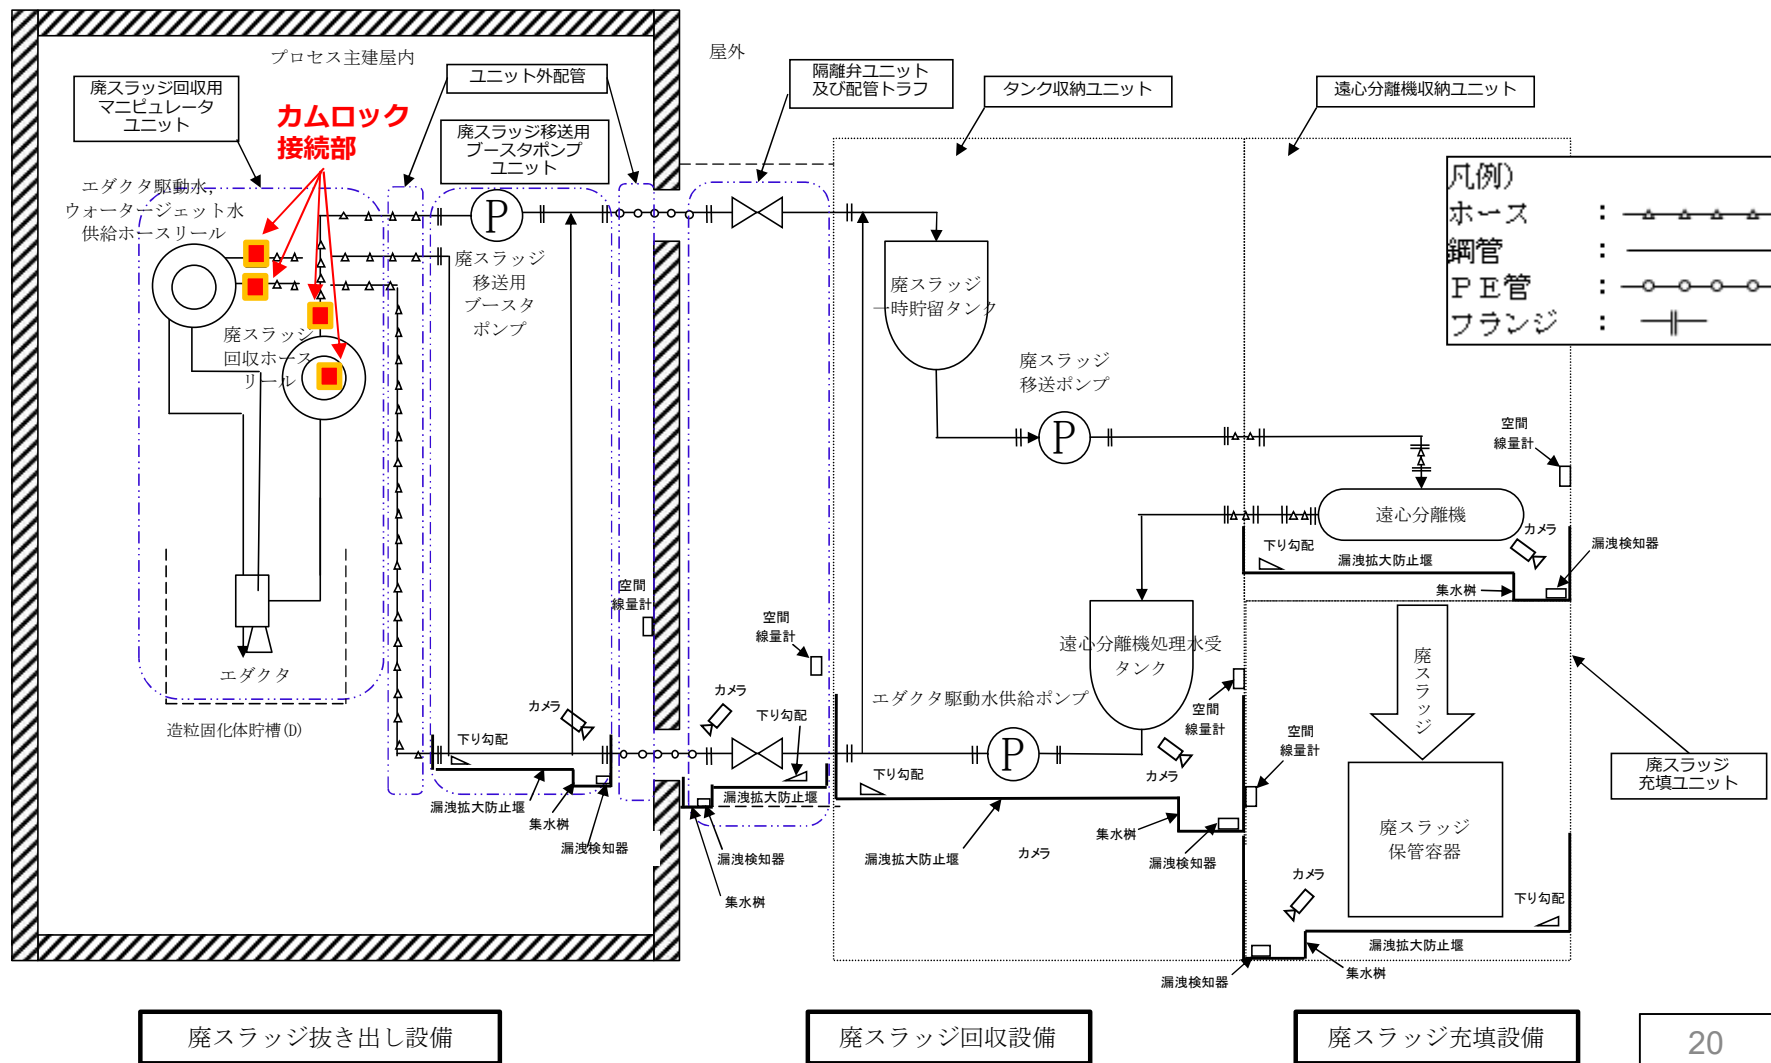 プロセス主建屋内
屋外
廃スラッジ回収用
マニピュレータ
ユニット
ユニット外配管
隔離弁ユニット
及び配管トラフ
タンク収納ユニット
遠心分離機収納ユニット
カムロック
接続部
廃スラッジ移送用
ブースタポンプ
ユニット
凡例)
ホース :
鋼管 :
PE管 :
フランジ :
エダクタ駆動水,
ウォータージェット水
供給ホースリール
P
廃スラッジ
移送用
ブースタ
ポンプ
廃スラッジ
一時貯留タンク
廃スラッジ
回収ホース
リール
廃スラッジ
移送ポンプ
P
空間
線量計
遠心分離機
カメラ
漏洩検知器
下り勾配
漏洩拡大防止堰
集水桝
空間
線量計
空間
線量計
遠心分離機処理水受
タンク
廃スラッジ
エダクタ
エダクタ駆動水供給ポンプ
空間
線量計
カメラ
カメラ
下り勾配
造粒固化体貯槽(D)
下り勾配
P
カメラ
空間
線量計
下り勾配
廃スラッジ
充填ユニット
漏洩拡大防止堰
漏洩拡大防止堰
集水桝
集水桝
廃スラッジ
保管容器
漏洩検知器
漏洩検知器
漏洩拡大防止堰
カメラ
漏洩検知器
カメラ
集水桝
下り勾配
漏洩拡大防止堰
漏洩検知器
集水桝
廃スラッジ抜き出し設備
廃スラッジ回収設備
廃スラッジ充填設備
20